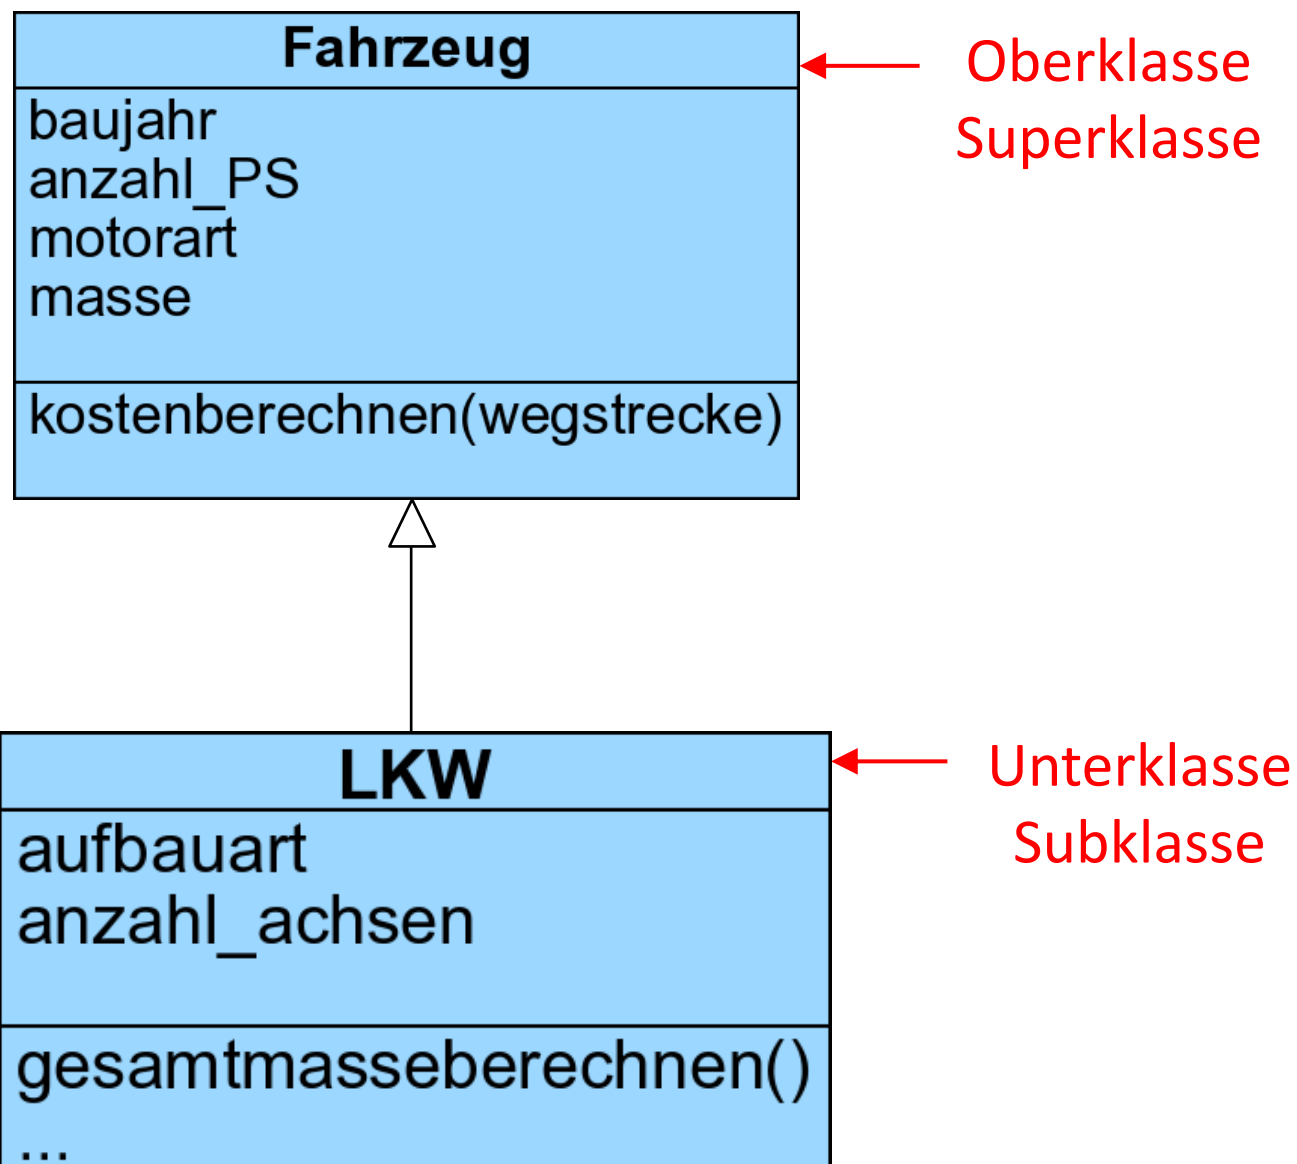 Fahrzeug
Oberklasse
Superklasse
baujahr
anzahl_PS
motorart
masse
kostenberechnen(wegstrecke)
LKW
Unterklasse
Subklasse
aufbauart
anzahl_achsen
gesamtmasseberechnen()
...